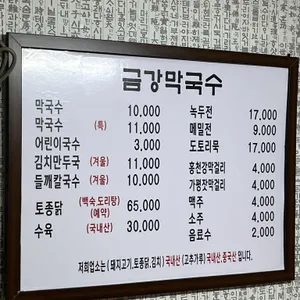 금강막국수
막국수 10,000
막국수 (특) 11,000
어린이국수 3,000
김치만두국 (겨울) 11,000
들깨칼국수 (겨울) 10,000
토종닭 (백숙,도리탕) (예약) 65,000
수육 (국내산) 30,000
녹두전 17,000
메밀전 9,000
도토리묵 17,000
홍천강막걸리 4,000
가평잣막걸리 4,000
맥주 4,000
소주 4,000
음료수 2,000
저희업소는 (돼지고기,토종닭,김치) 국내산 (고추가루) 국내산,중국산 입니다.